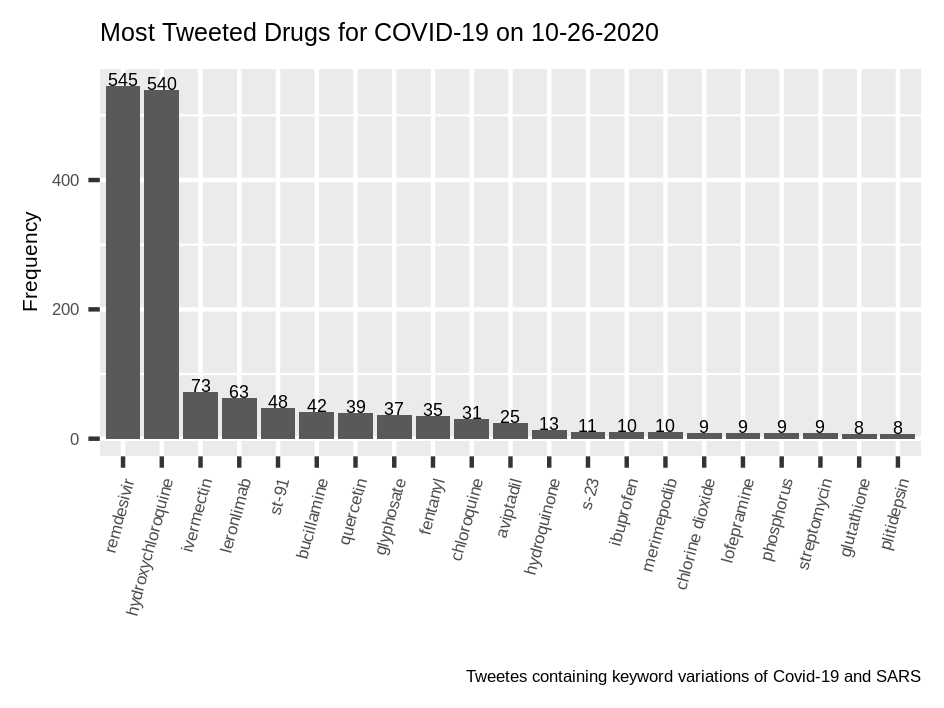 Most Tweeted Drugs for COVID-19 on 10-26-2020
Frequency
400
200
0
545
540
73
63
48
42
39
37
35
31
25
13
11
10
10
9
9
9
9
8
8
remdesivir
hydroxychloroquine
ivermectin
leronlimab
st-91
bucillamine
quercetin
glyphosate
fentanyl
chloroquine
aviptadil
hydroquinone
s-23
ibuprofen
merimepodib
chlorine dioxide
lofepramine
phosphorus
streptomycin
glutathione
plitidepsin
Tweetes containing keyword variations of Covid-19 and SARS